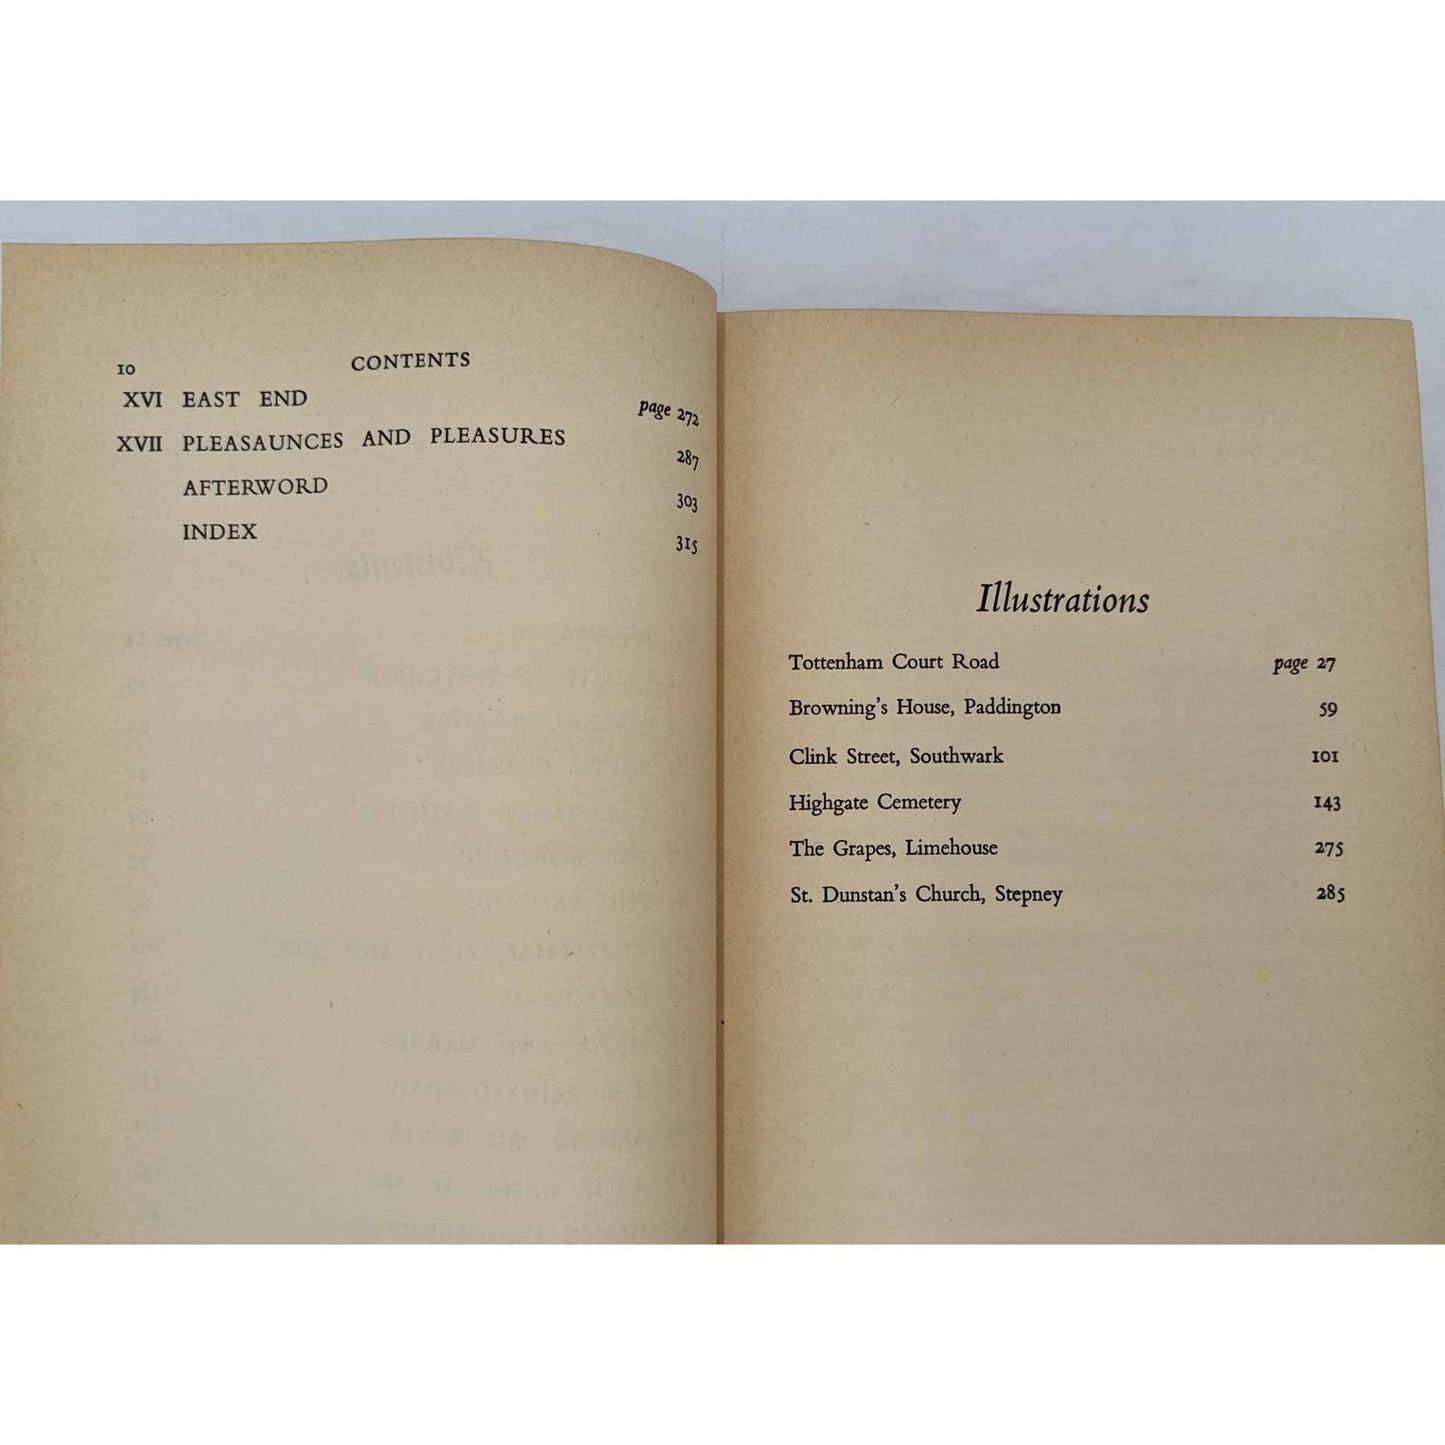 10 CONTENTS
XVI EAST END page 272
XVII PLEASAUNCES AND PLEASURES 287
AFTERWORD 303
INDEX 315
Illustrations
Tottenham Court Road page 27
Browning's House, Paddington 59
Clink Street, Southwark 101
Highgate Cemetery 143
The Grapes, Limehouse 275
St. Dunstan's Church, Stepney 285